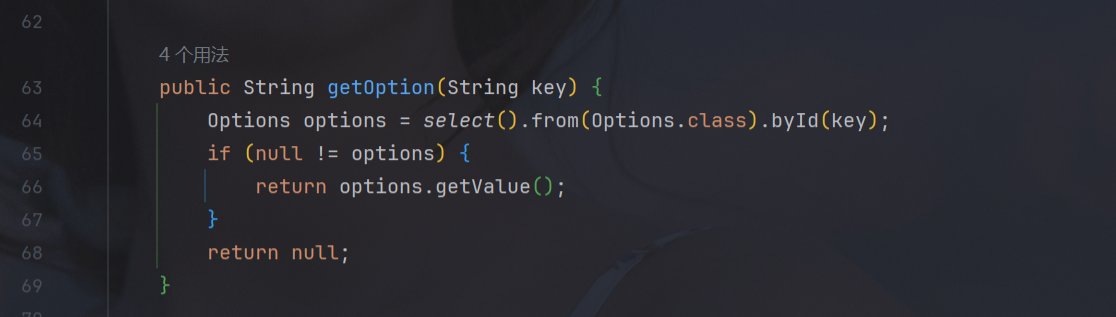 62
4 个用法
63 public String getOption(String key) {
64 Options options = select().from(Options.class).byId(key);
65 if (null != options) {
66 return options.getValue();
67 }
68 return null;
69 }